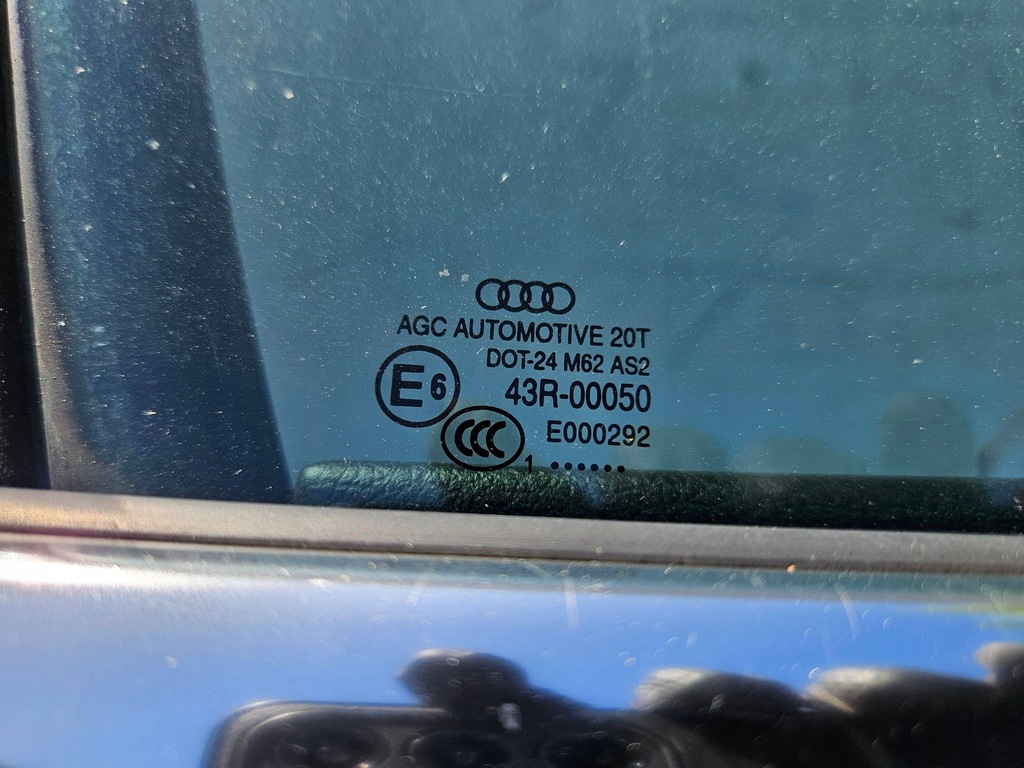 AGC AUTOMOTIVE 20T
DOT-24 M62 AS2
E6
43R-00050
CCC
E000292
1 ••••••